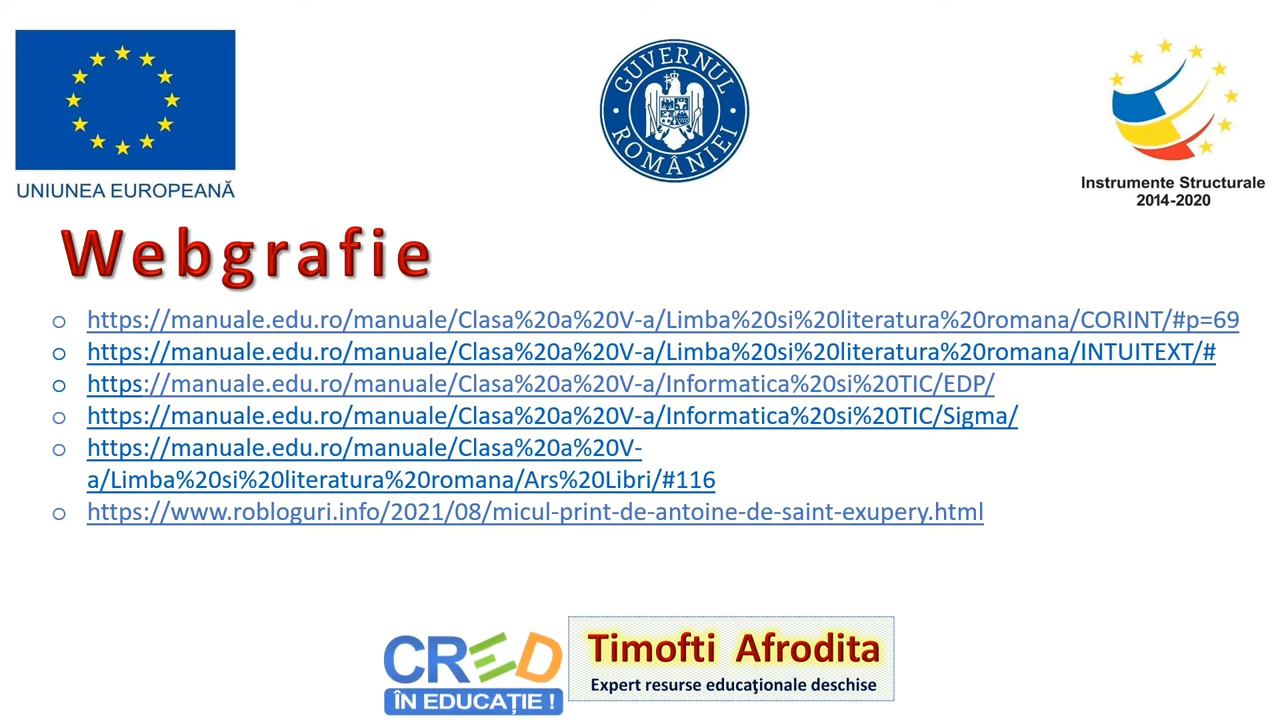 UNIUNEA EUROPEANĂ
GUVERNUL ROMÂNIEI
Instrumente Structurale
2014-2020
Webgrafie
https://manuale.edu.ro/manuale/Clasa%20a%20V-a/Limba%20si%20literatura%20romana/CORINT/#p=69
https://manuale.edu.ro/manuale/Clasa%20a%20V-a/Limba%20si%20literatura%20romana/INTUITEXT/#
https://manuale.edu.ro/manuale/Clasa%20a%20V-a/Informatica%20si%20TIC/EDP/
https://manuale.edu.ro/manuale/Clasa%20a%20V-a/Informatica%20si%20TIC/Sigma/
https://manuale.edu.ro/manuale/Clasa%20a%20V-
a/Limba%20si%20literatura%20romana/Ars%20Libri/#116
https://www.robloguri.info/2021/08/micul-print-de-antoine-de-saint-exupery.html
CRED
ÎN EDUCAȚIE !
Timofti Afrodita
Expert resurse educaţionale deschise